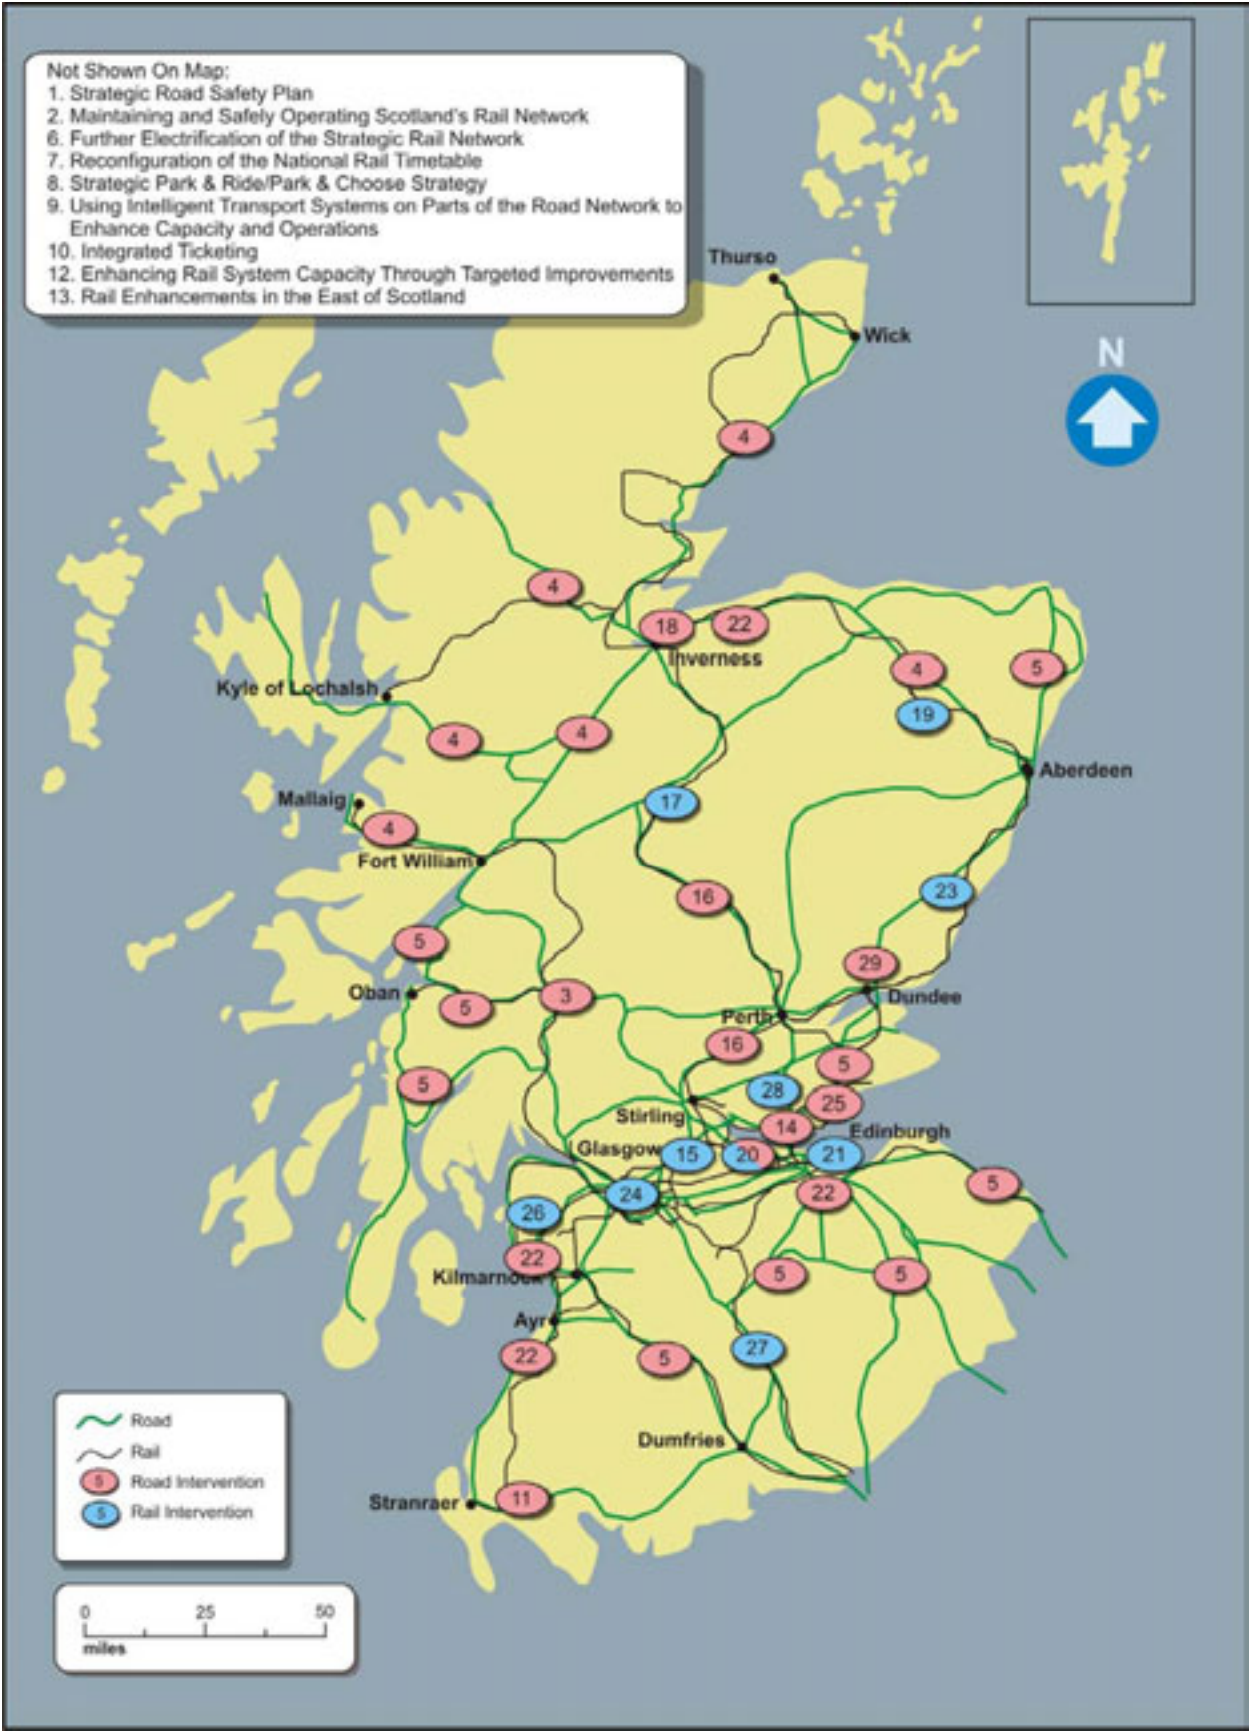 Not Shown On Map:
1. Strategic Road Safety Plan
2. Maintaining and Safely Operating Scotland's Rail Network
6. Further Electrification of the Strategic Rail Network
7. Reconfiguration of the National Rail Timetable
8. Strategic Park & Ride/Park & Choose Strategy
9. Using Intelligent Transport Systems on Parts of the Road Network to
Enhance Capacity and Operations
10. Integrated Ticketing
12. Enhancing Rail System Capacity Through Targeted Improvements
13. Rail Enhancements in the East of Scotland
Thurso
Wick
N
4
4
18
22
Inverness
4
5
Kyle of Lochalsh
19
4
4
Aberdeen
Mallaig
17
4
Fort William
23
16
5
29
Oban
3
Dundee
5
Perth
16
5
5
28
25
Stirling
14
Edinburgh
Glasgow
15
20
21
5
24
22
26
22
Kilmarnock
5
5
Ayr
22
5
27
Road
Dumfries
Rail
5 Road Intervention
11
Stranraer
5 Rail Intervention
0 25 50
miles